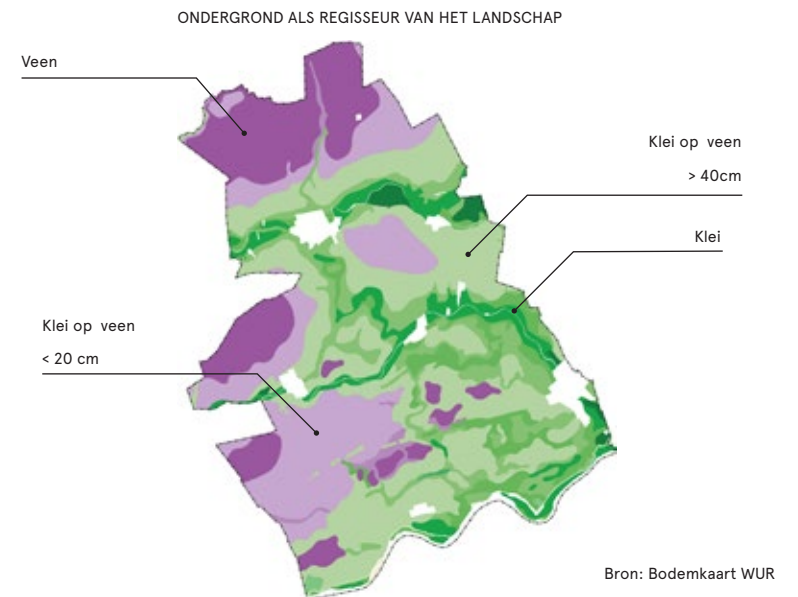 ONDERGROND ALS REGISSEUR VAN HET LANDSCHAP
Veen
Klei op veen
> 40cm
Klei
Klei op veen
< 20 cm
Bron: Bodemkaart WUR